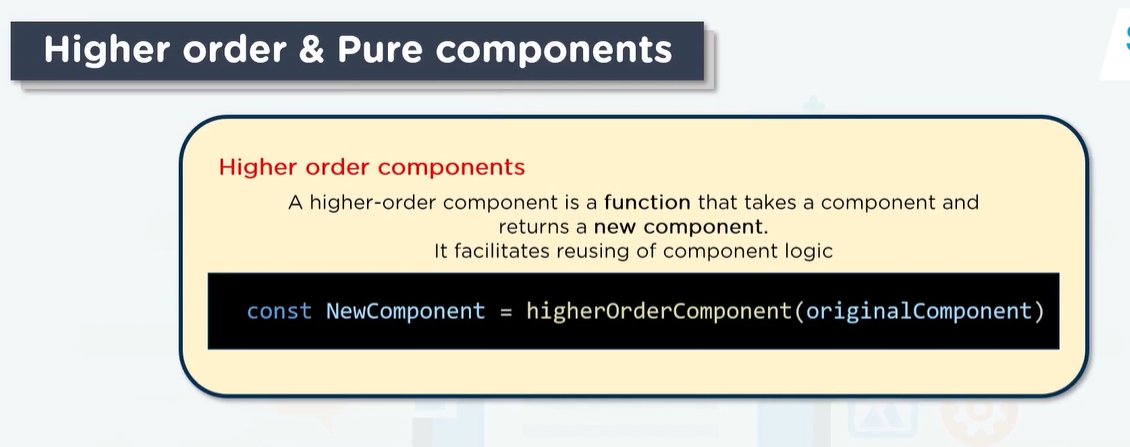 Higher order & Pure components
Higher order components
A higher-order component is a function that takes a component and
returns a new component.
It facilitates reusing of component logic
const NewComponent = higherOrderComponent(originalComponent)